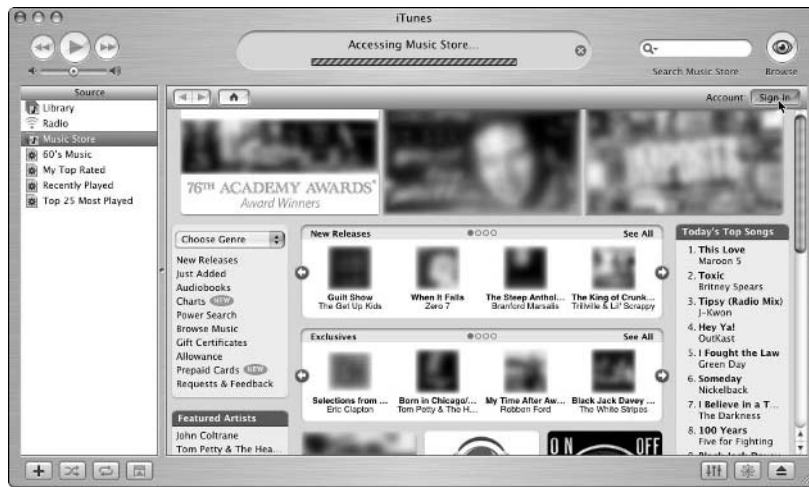 iTunes
Accessing Music Store...
Search Music Store
Browse
Source
Library
Radio
Music Store
60's Music
My Top Rated
Recently Played
Top 25 Most Played
Account:
Sign In
76TH ACADEMY AWARDS®
Award Winners
Choose Genre
New Releases
Just Added
Audiobooks
Charts NEW
Power Search
Browse Music
Gift Certificates
Allowance
Prepaid Cards NEW
Requests & Feedback
Featured Artists
John Coltrane
Tom Petty & The Hea...
New Releases
See All
Guilt Show
The Get Up Kids
When It Falls
Zero 7
The Steep Anthol...
Branford Marsalis
The King of Crunk...
Trillville & Lil' Scrappy
Exclusives
See All
Selections from ...
Eric Clapton
Born in Chicago/...
Tom Petty & The H...
My Time After Aw...
Robben Ford
Black Jack Davey ...
The White Stripes
ON OFF
Today's Top Songs
1. This Love
Maroon 5
2. Toxic
Britney Spears
3. Tipsy (Radio Mix)
J-Kwon
4. Hey Ya!
OutKast
5. I Fought the Law
Green Day
6. Someday
Nickelback
7. I Believe in a T...
The Darkness
8. 100 Years
Five for Fighting
9. Black Jack Davey